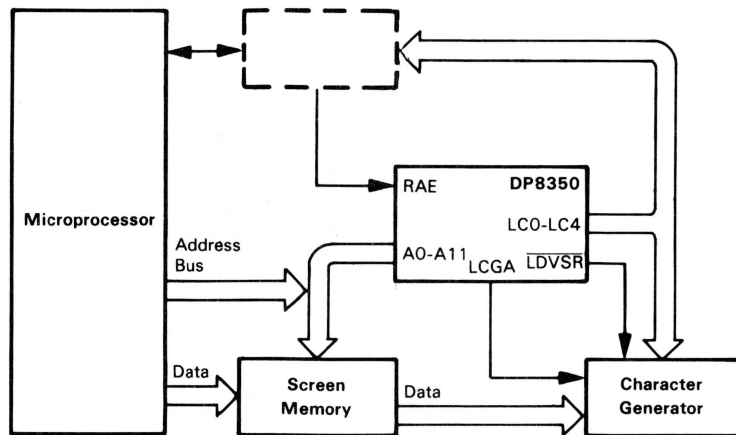 RAE
DP8350
Microprocessor
LC0-LC4
Address
Bus
A0-A11
LCGA
LDVSR
Data
Screen
Memory
Data
Character
Generator